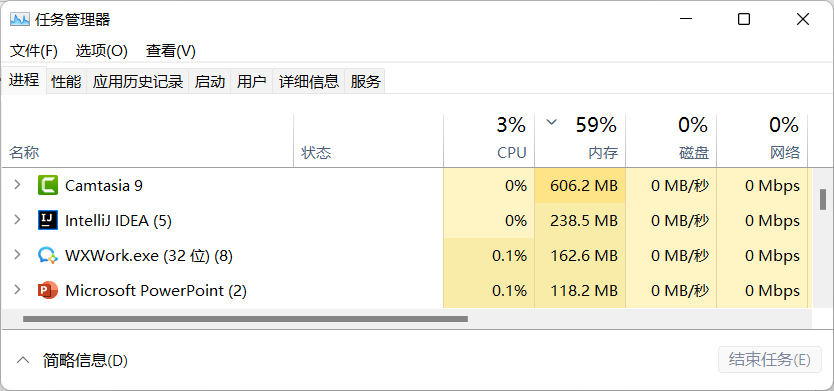 任务管理器
文件(F) 选项(O) 查看(V)
进程 性能 应用历史记录 启动 用户 详细信息 服务
3% 59% 0% 0%
名称 状态 CPU 内存 磁盘 网络
Camtasia 9 0% 606.2 MB 0 MB/秒 0 Mbps
IntelliJ IDEA (5) 0% 238.5 MB 0 MB/秒 0 Mbps
WXWork.exe (32 位) (8) 0.1% 162.6 MB 0 MB/秒 0 Mbps
Microsoft PowerPoint (2) 0.1% 118.2 MB 0 MB/秒 0 Mbps
简略信息(D) 结束任务(E)